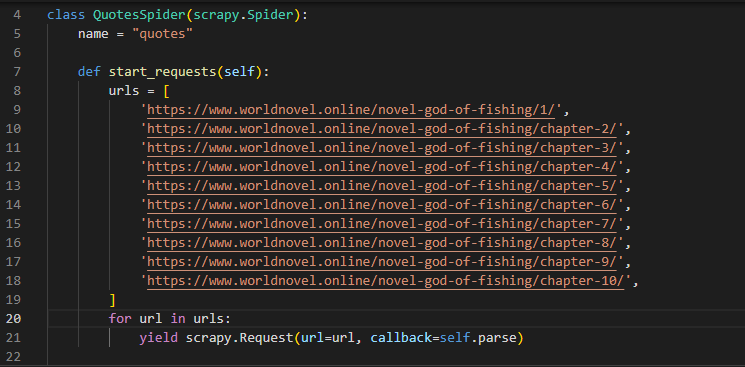 4 class QuotesSpider(scrapy.Spider):
5     name = "quotes"
6
7     def start_requests(self):
8         urls = [
9             'https://www.worldnovel.online/novel-god-of-fishing/1/',
10             'https://www.worldnovel.online/novel-god-of-fishing/chapter-2/',
11             'https://www.worldnovel.online/novel-god-of-fishing/chapter-3/',
12             'https://www.worldnovel.online/novel-god-of-fishing/chapter-4/',
13             'https://www.worldnovel.online/novel-god-of-fishing/chapter-5/',
14             'https://www.worldnovel.online/novel-god-of-fishing/chapter-6/',
15             'https://www.worldnovel.online/novel-god-of-fishing/chapter-7/',
16             'https://www.worldnovel.online/novel-god-of-fishing/chapter-8/',
17             'https://www.worldnovel.online/novel-god-of-fishing/chapter-9/',
18             'https://www.worldnovel.online/novel-god-of-fishing/chapter-10/',
19         ]
20         for url in urls:
21             yield scrapy.Request(url=url, callback=self.parse)
22